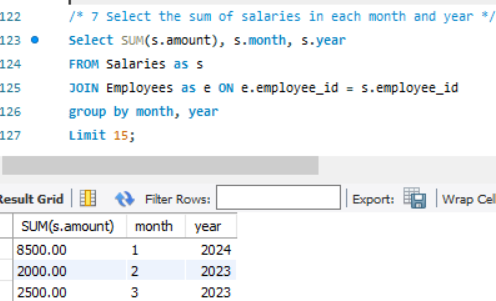 122 /* 7 Select the sum of salaries in each month and year */
123 Select SUM(s.amount), s.month, s.year
124 FROM Salaries as s
125 JOIN Employees as e ON e.employee_id = s.employee_id
126 group by month, year
127 Limit 15;
Result Grid Filter Rows: Export: Wrap Cel
SUM(s.amount) month year
8500.00 1 2024
2000.00 2 2023
2500.00 3 2023